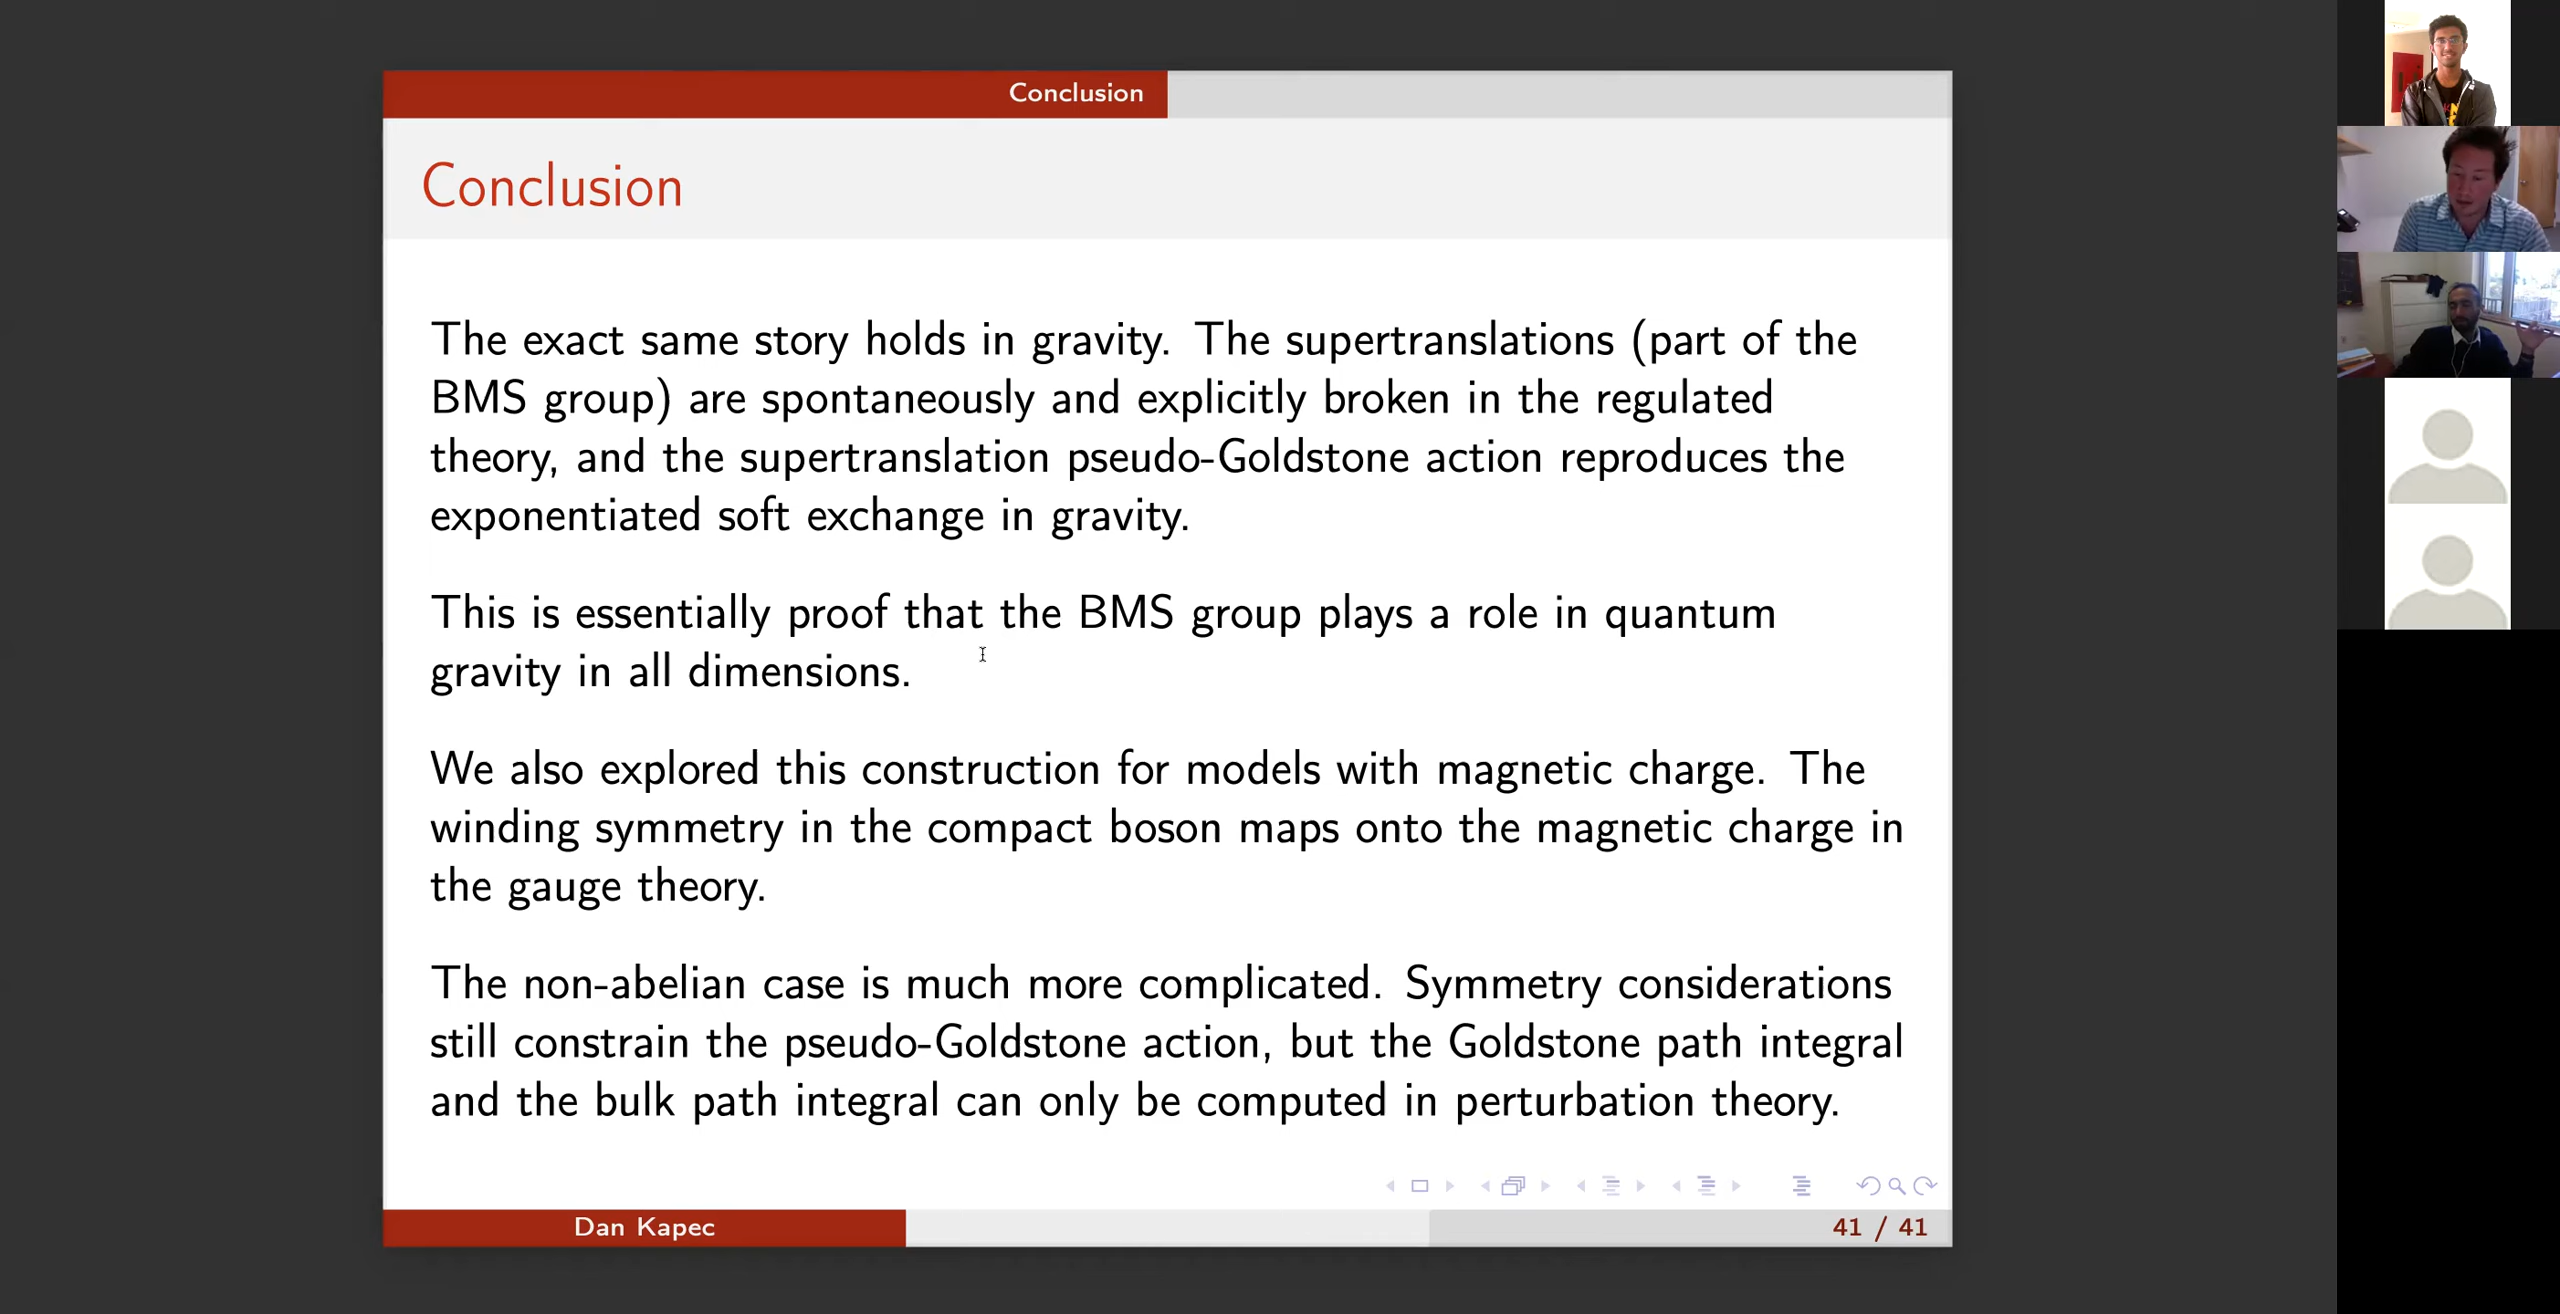 Conclusion
Conclusion
The exact same story holds in gravity. The supertranslations (part of the
BMS group) are spontaneously and explicitly broken in the regulated
theory, and the supertranslation pseudo-Goldstone action reproduces the
exponentiated soft exchange in gravity.
This is essentially proof that the BMS group plays a role in quantum
gravity in all dimensions.
We also explored this construction for models with magnetic charge. The
winding symmetry in the compact boson maps onto the magnetic charge in
the gauge theory.
The non-abelian case is much more complicated. Symmetry considerations
still constrain the pseudo-Goldstone action, but the Goldstone path integral
and the bulk path integral can only be computed in perturbation theory.
Dan Kapec
41 / 41